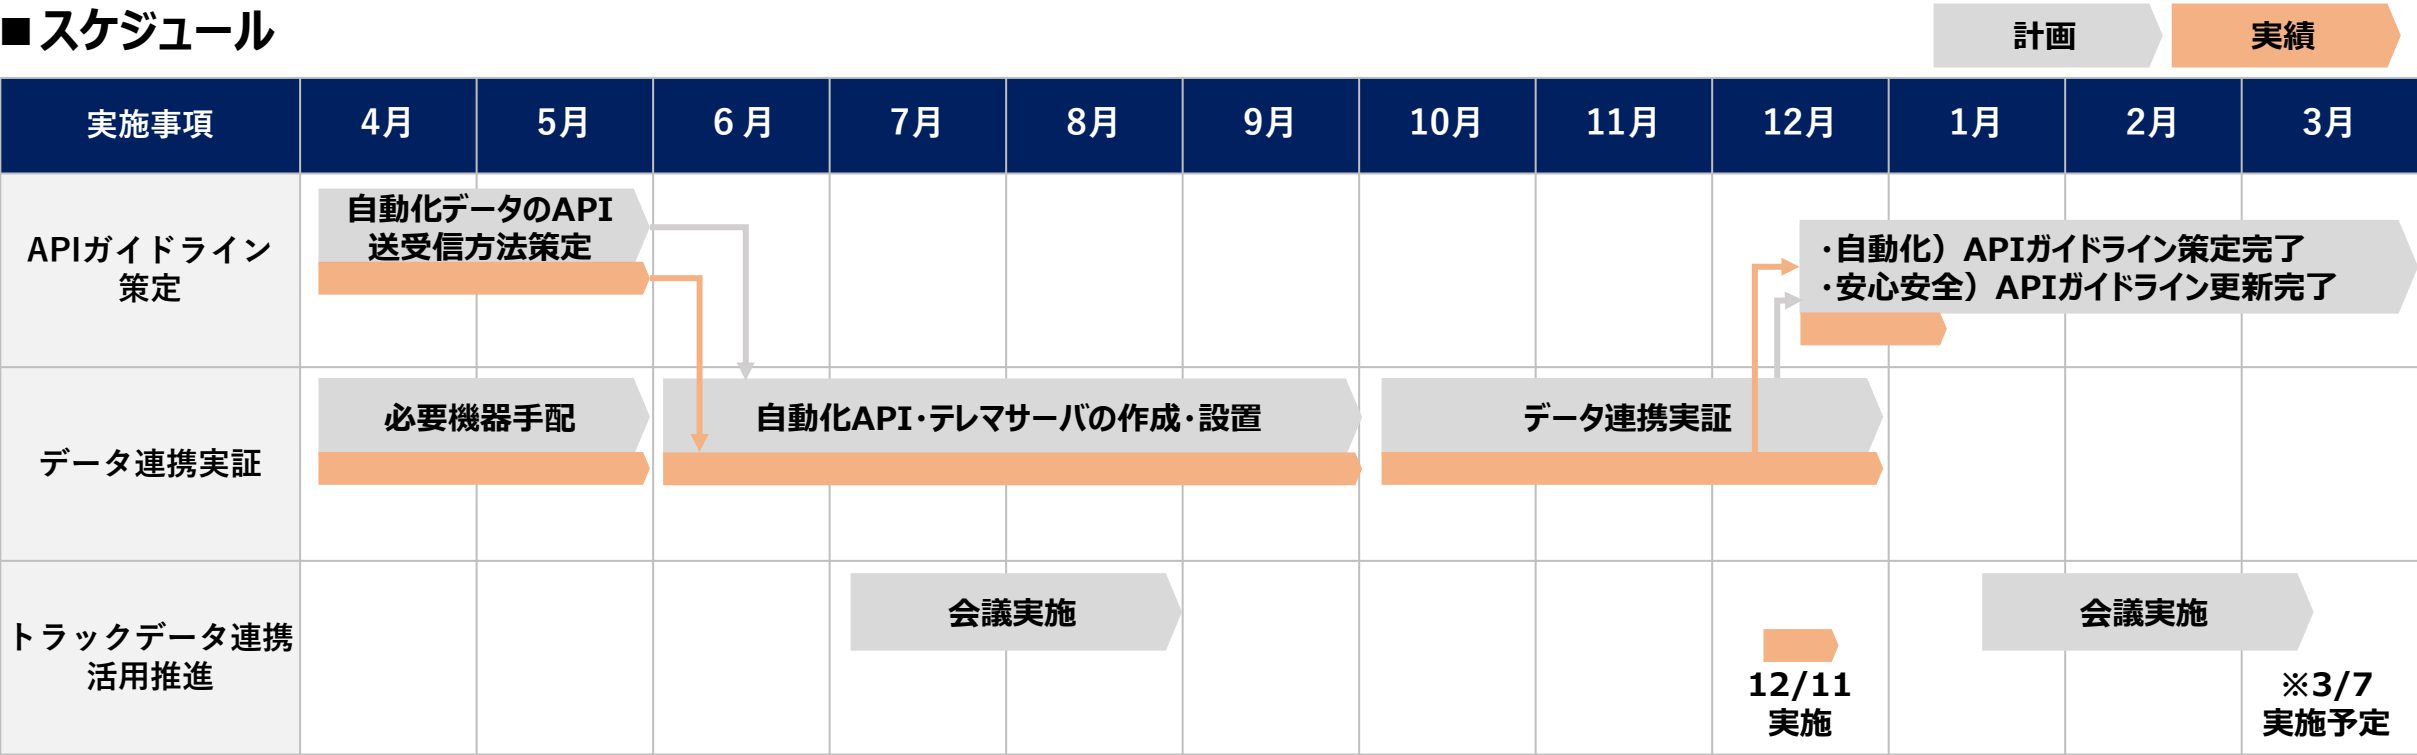 ■ スケジュール
計画
実績
実施事項
4月
5月
6月
7月
8月
9月
10月
11月
12月
1月
2月
3月
APIガイドライン
策定
自動化データのAPI
送受信方法策定
・自動化）APIガイドライン策定完了
・安心安全）APIガイドライン更新完了
データ連携実証
必要機器手配
自動化API・テレマサーバの作成・設置
データ連携実証
トラックデータ連携
活用推進
会議実施
12/11
実施
会議実施
※3/7
実施予定